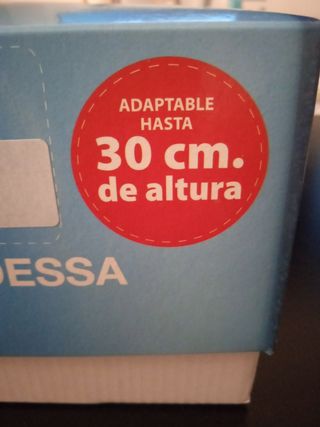 ADAPTABLE
HASTA
30 cm.
de altura
DESSA